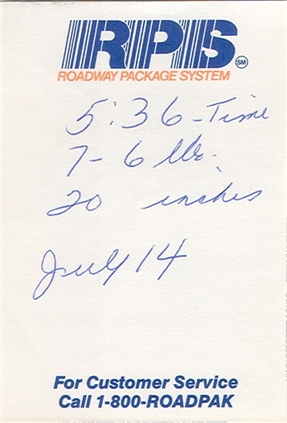 RPS SM
ROADWAY PACKAGE SYSTEM
5:36-Time
7-6 lbs.
20 inches
July 14
For Customer Service
Call 1-800-ROADPAK